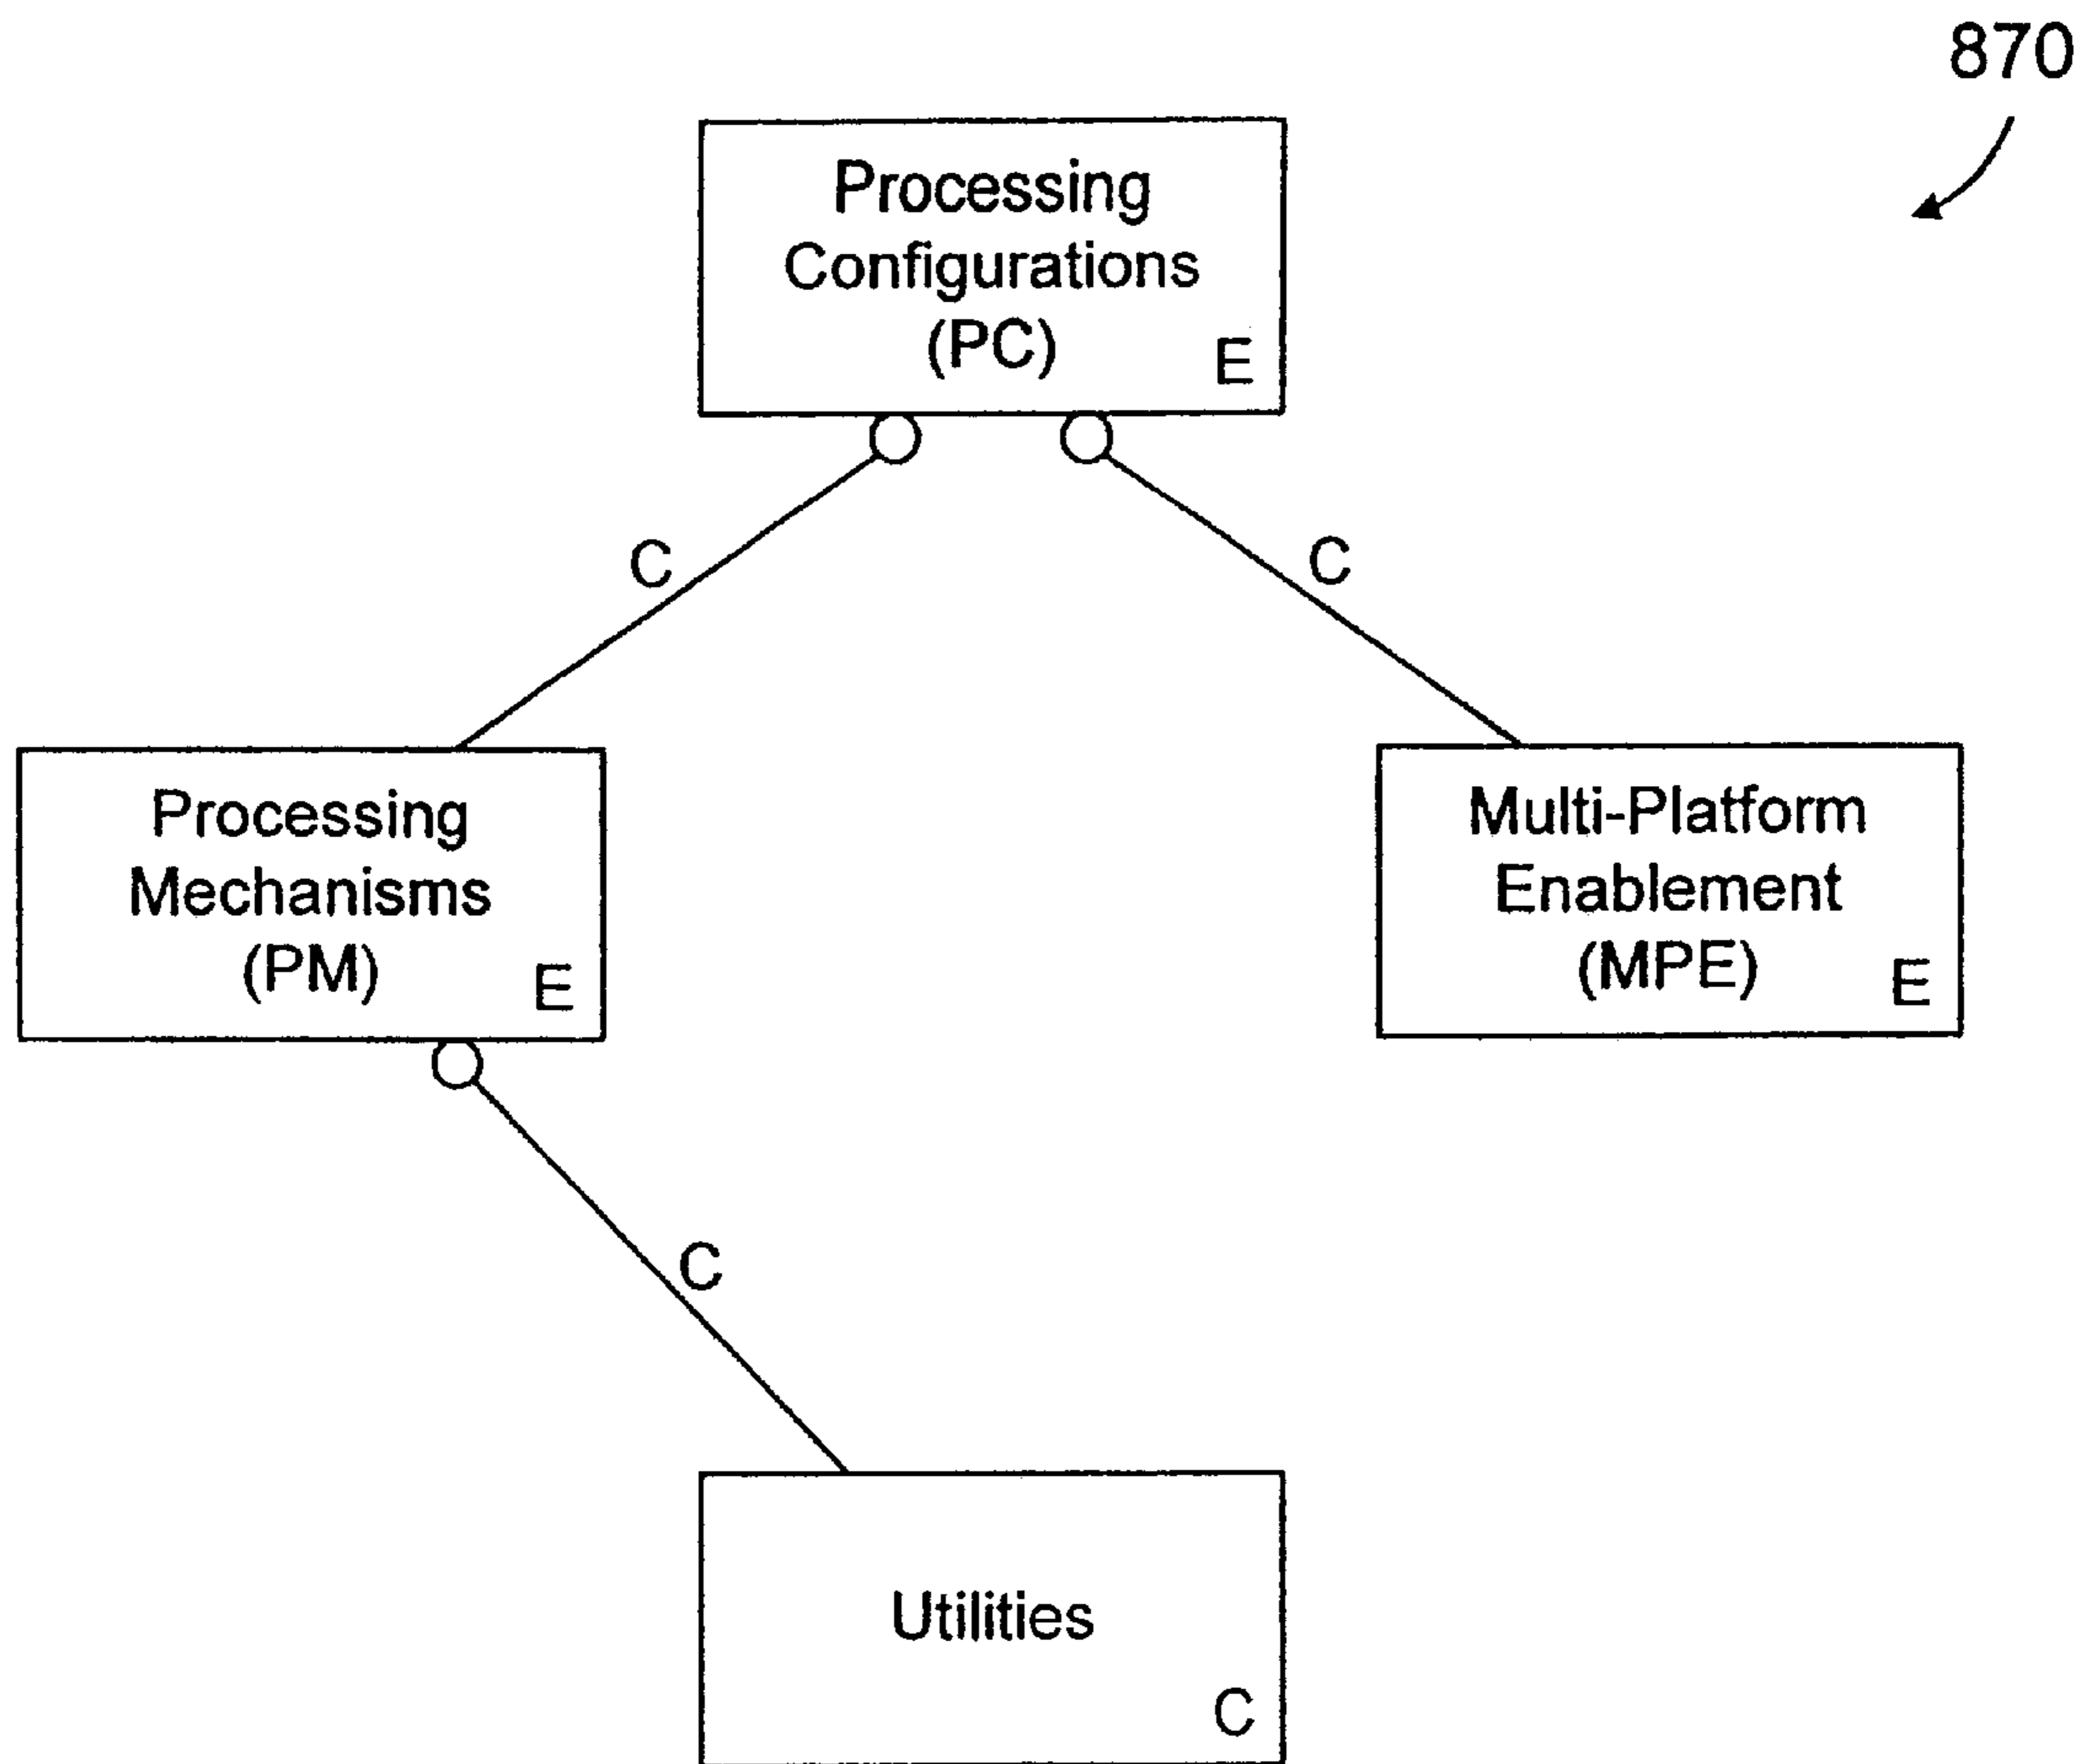 870
Processing
Configurations
(PC)
E
C
C
Processing
Mechanisms
(PM)
E
Multi-Platform
Enablement
(MPE)
E
C
Utilities
C